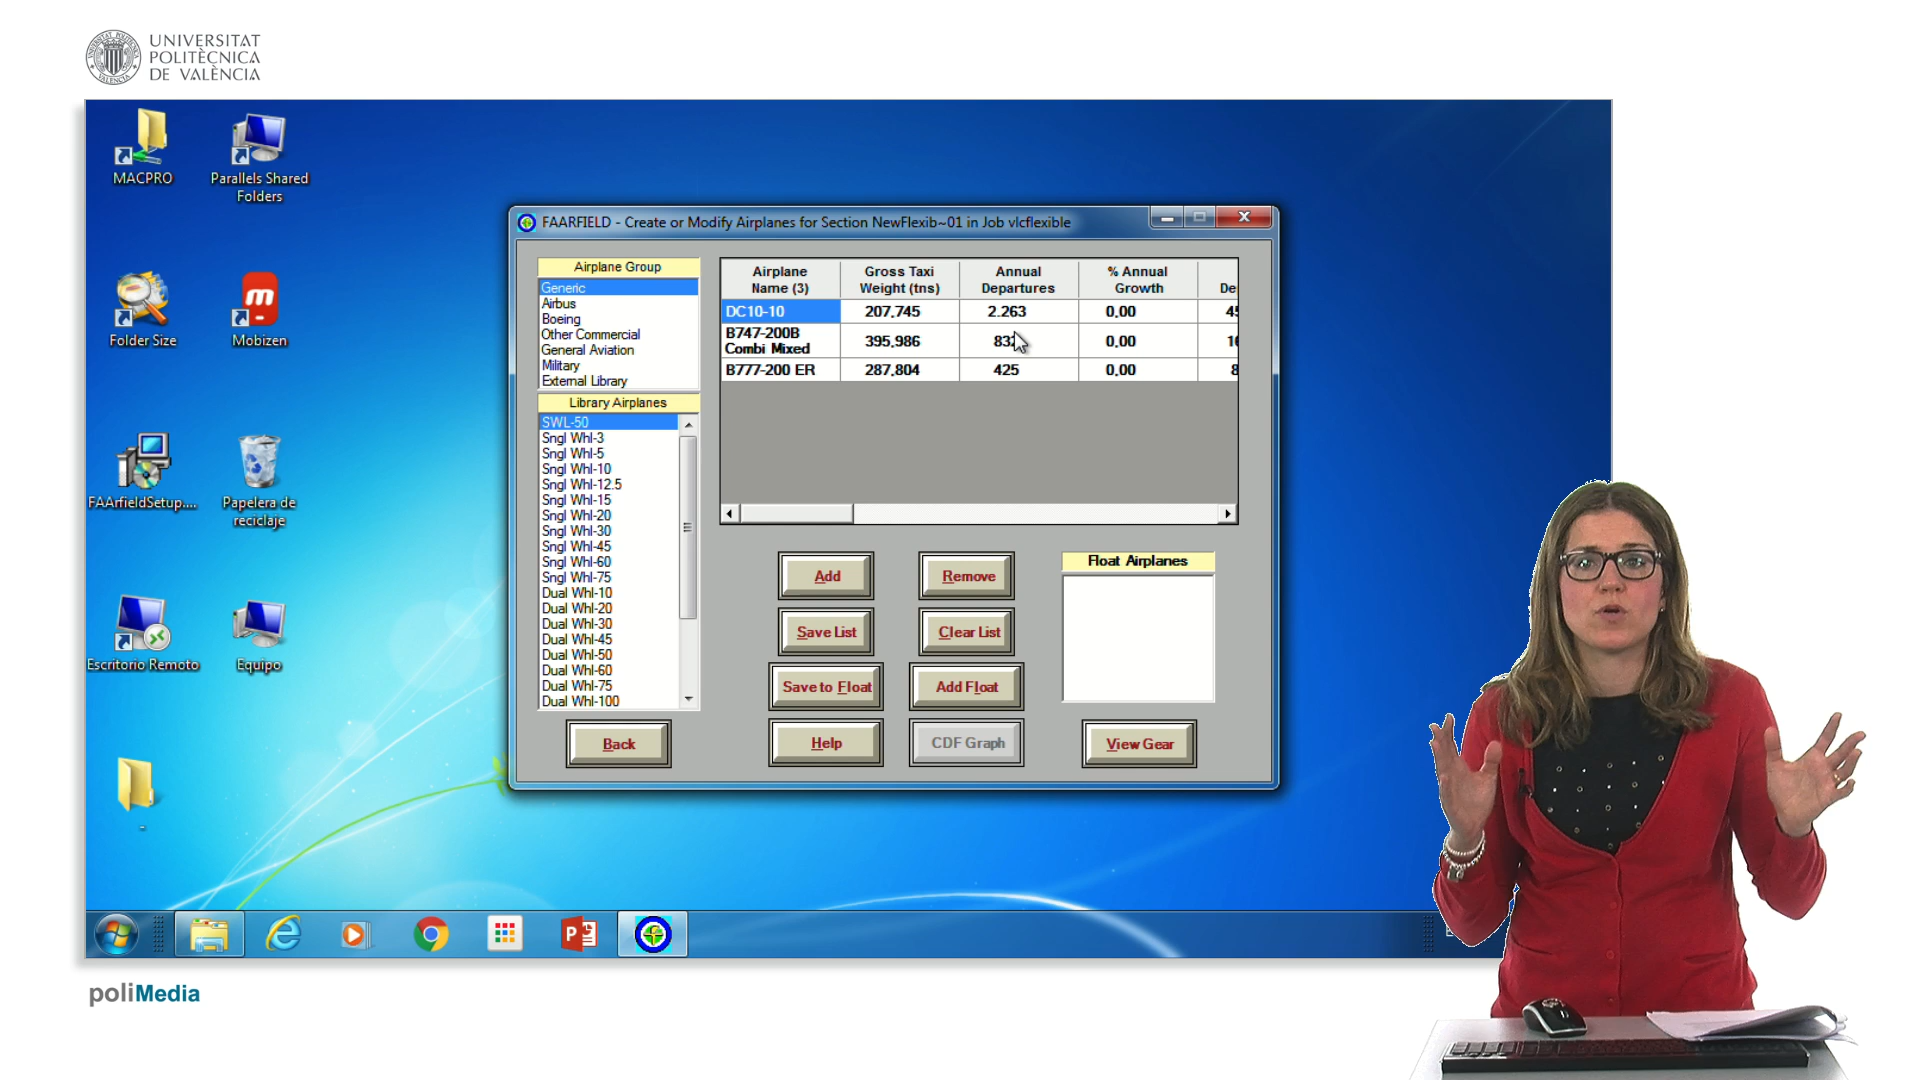 UNIVERSITAT
POLITÈCNICA
DE VALÈNCIA
MACPRO
Parallels Shared
Folders
Folder Size
Mobizen
FAArfieldSetup....
Papelera de
reciclaje
Escritorio Remoto
Equipo
-
FAARFIELD - Create or Modify Airplanes for Section NewFlexib~01 in Job vlcflexible
Airplane Group
Generic
Airbus
Boeing
Other Commercial
General Aviation
Military
External Library
Library Airplanes
SWL-50
Sngl Whl-3
Sngl Whl-5
Sngl Whl-10
Sngl Whl-12.5
Sngl Whl-15
Sngl Whl-20
Sngl Whl-30
Sngl Whl-45
Sngl Whl-60
Sngl Whl-75
Dual Whl-10
Dual Whl-20
Dual Whl-30
Dual Whl-45
Dual Whl-50
Dual Whl-60
Dual Whl-75
Dual Whl-100
Airplane Name (3) Gross Taxi Weight (tns) Annual Departures % Annual Growth
DC10-10 207,745 2.263 0,00
B747-200B Combi Mixed 395,986 0,00
B777-200 ER 287,804 425 0,00
Add
Remove
Save List
Clear List
Save to Float
Add Float
Float Airplanes
Back
Help
CDF Graph
View Gear
poliMedia